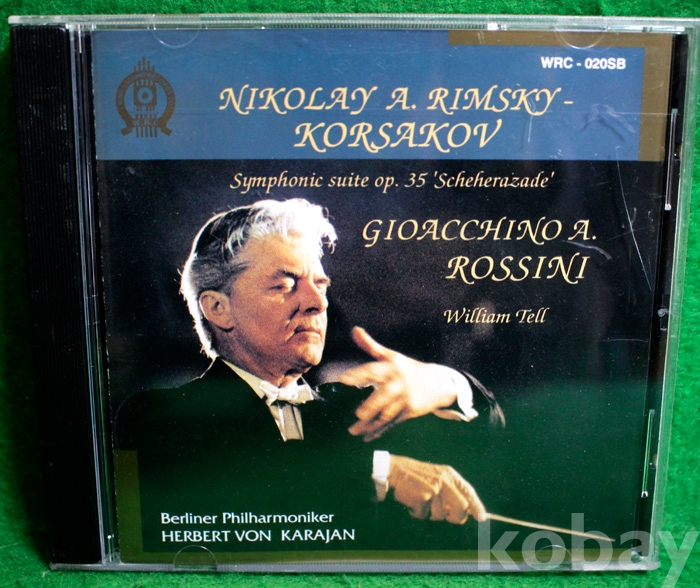 WRC - 020SB
NIKOLAY A. RIMSKY-
KORSAKOV
Symphonic suite op. 35 'Scheherazade'
GIOACCHINO A.
ROSSINI
William Tell
Berliner Philharmoniker
HERBERT VON KARAJAN
kobay